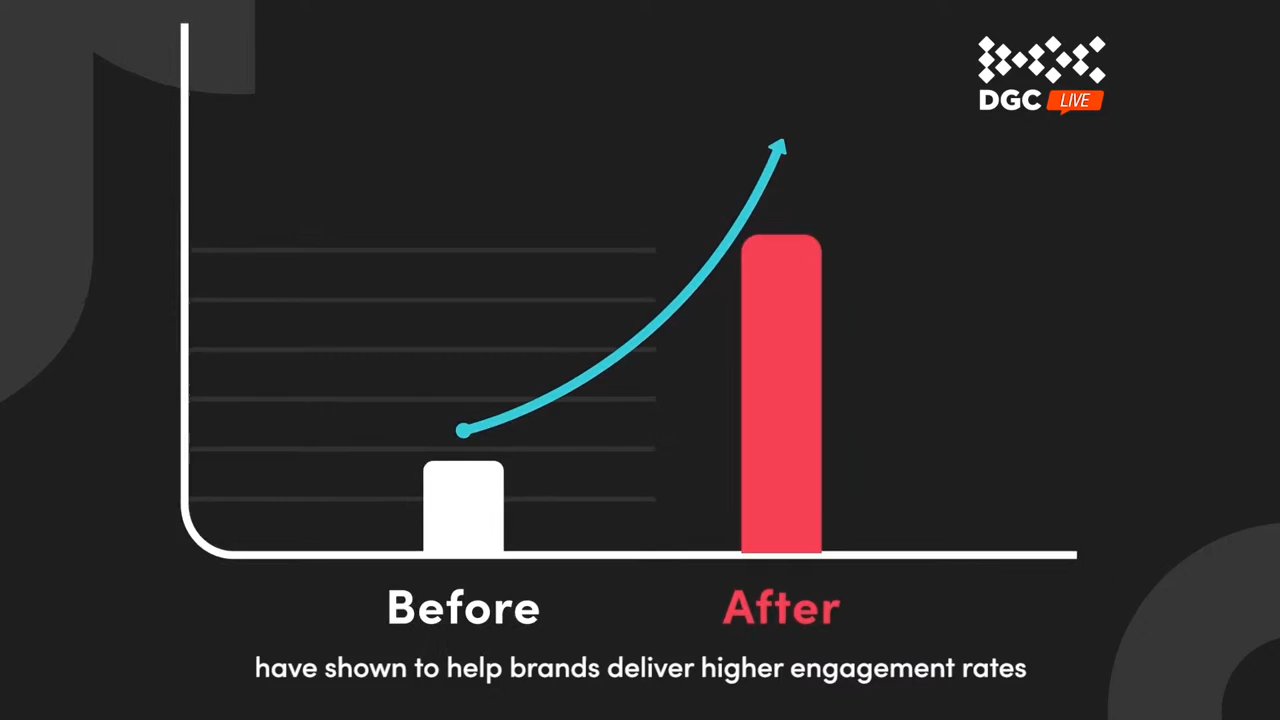 DGC LIVE
Before
After
have shown to help brands deliver higher engagement rates